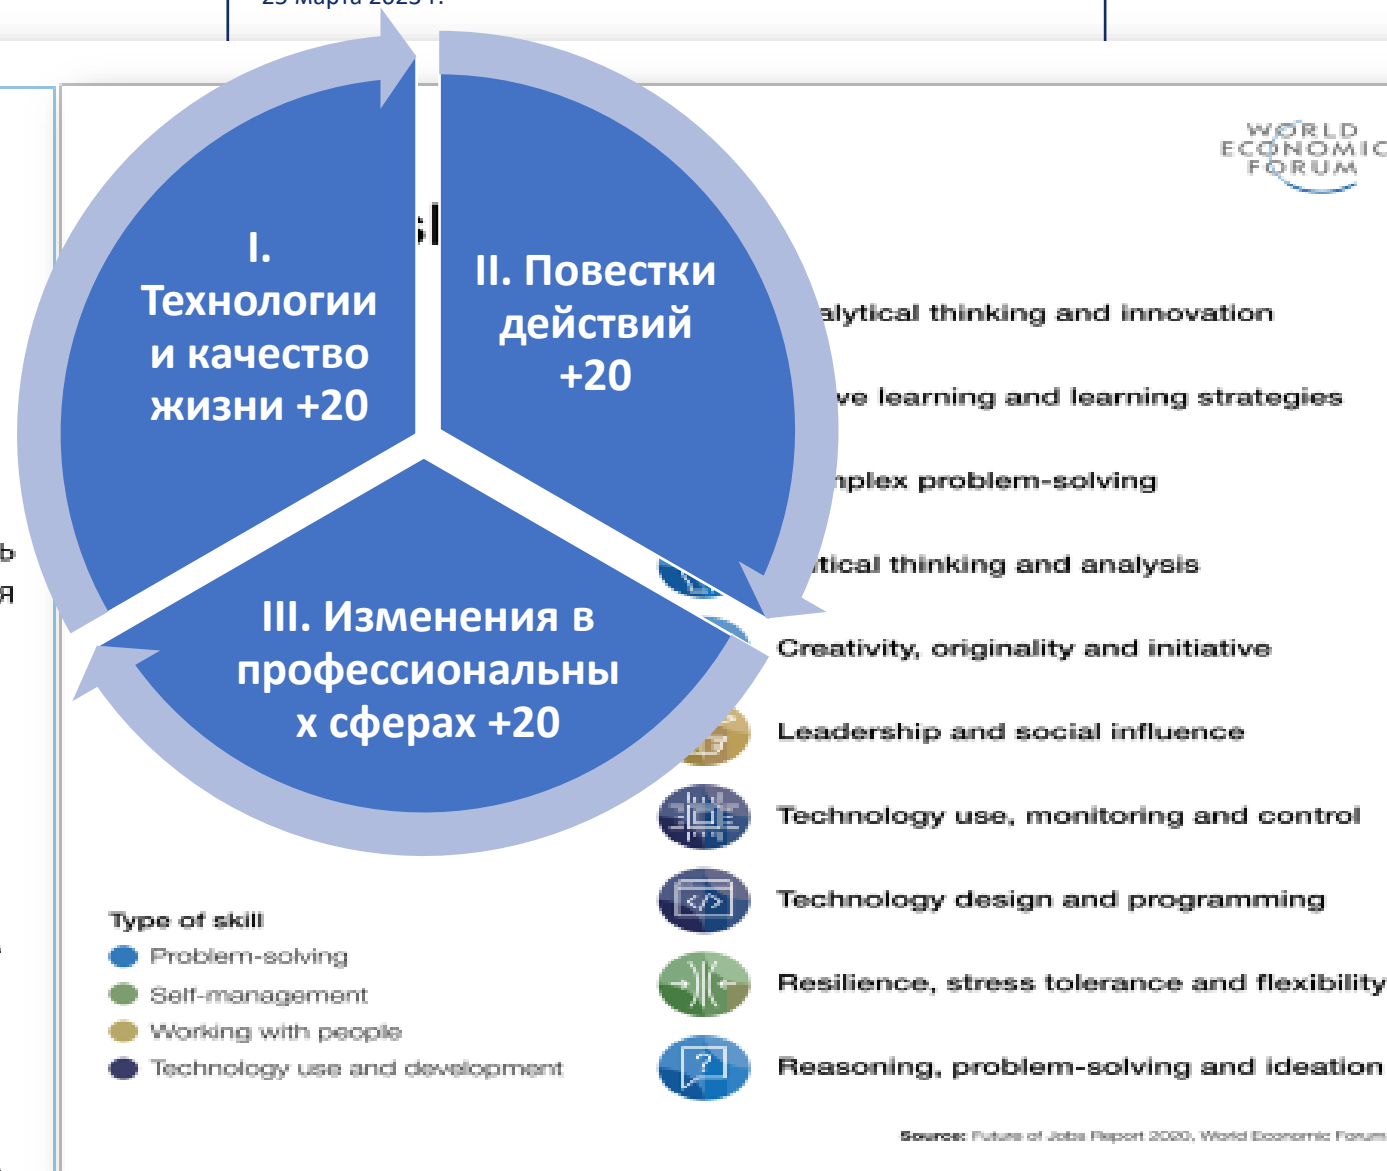 WORLD
ECONOMIC
FORUM
I.
Технологии
и качество
жизни +20
II. Повестки
действий
+20
III. Изменения в
профессиональны
х сферах +20
thinking and innovation
learning and learning strategies
problem-solving
thinking and analysis
Creativity, originality and initiative
Leadership and social influence
Technology use, monitoring and control
Technology design and programming
Resilience, stress tolerance and flexibility
Reasoning, problem-solving and ideation
Type of skill
Problem-solving
Self-management
Working with people
Technology use and development
Source: Future of Jobs Report 2020, World Economic Forum